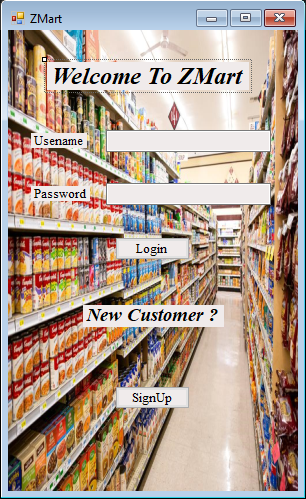 ZMart
Welcome To ZMart
Usename
Password
Login
New Customer ?
SignUp